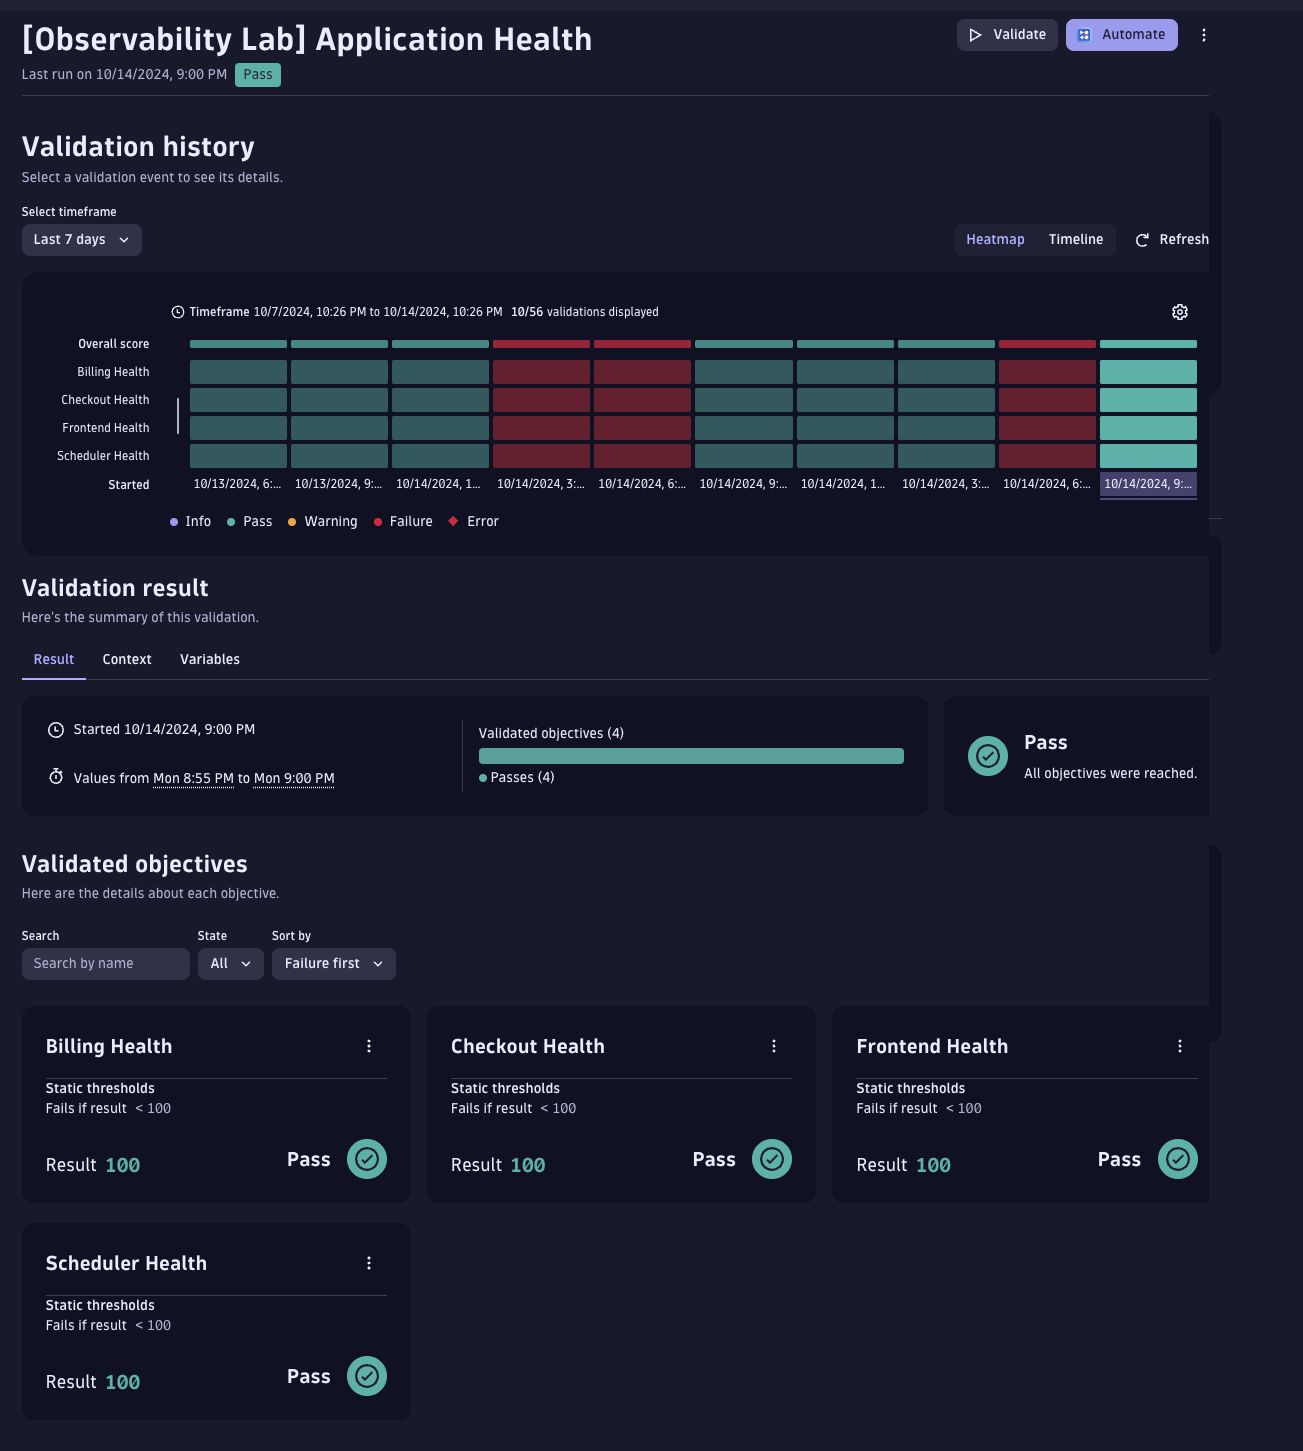 [Observability Lab] Application Health
Validate
Automate
Last run on 10/14/2024, 9:00 PM Pass
Validation history
Select a validation event to see its details.
Select timeframe
Last 7 days
Heatmap Timeline Refresh
Timeframe 10/7/2024, 10:26 PM to 10/14/2024, 10:26 PM 10/56 validations displayed
Overall score
Billing Health
Checkout Health
Frontend Health
Scheduler Health
Started 10/13/2024, 6:... 10/13/2024, 9:... 10/14/2024, 1... 10/14/2024, 3:... 10/14/2024, 6:... 10/14/2024, 9:... 10/14/2024, 1... 10/14/2024, 3:... 10/14/2024, 6:... 10/14/2024, 9:...
Info Pass Warning Failure Error
Validation result
Here's the summary of this validation.
Result Context Variables
Started 10/14/2024, 9:00 PM
Values from Mon 8:55 PM to Mon 9:00 PM
Validated objectives (4)
Passes (4)
Pass
All objectives were reached.
Validated objectives
Here are the details about each objective.
Search State Sort by
Search by name All Failure first
Billing Health
Static thresholds
Fails if result < 100
Result 100 Pass
Checkout Health
Static thresholds
Fails if result < 100
Result 100 Pass
Frontend Health
Static thresholds
Fails if result < 100
Result 100 Pass
Scheduler Health
Static thresholds
Fails if result < 100
Result 100 Pass